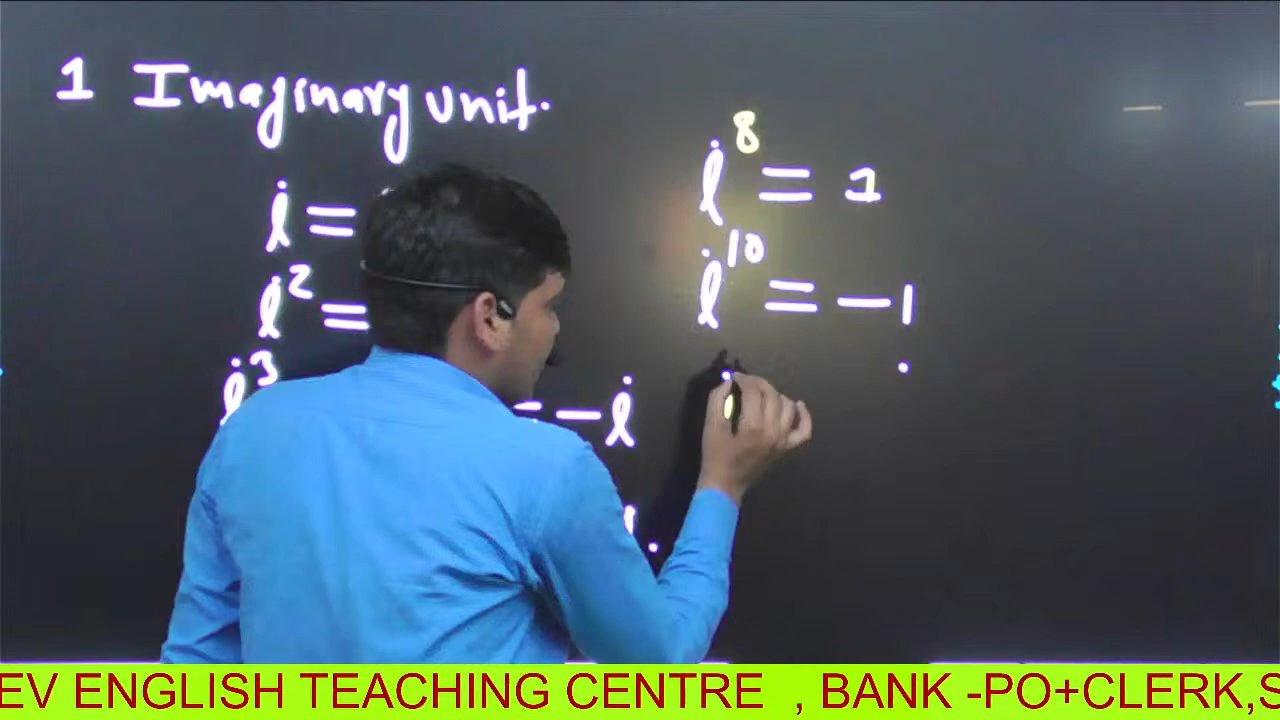 1 Imaginary unit.
i =
i² =
i³ = -i
i⁸ = 1
i¹⁰ = -1
EV ENGLISH TEACHING CENTRE , BANK -PO+CLERK,S